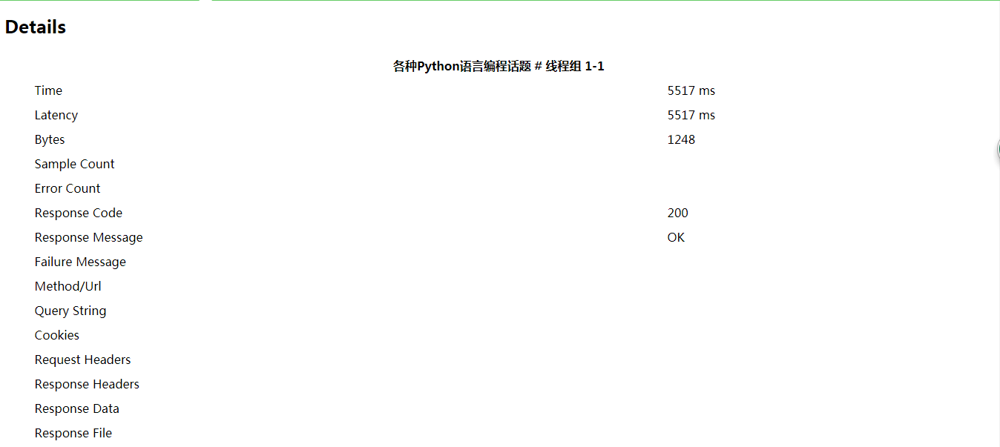 Details
各种Python语言编程话题 # 线程组 1-1
Time 5517 ms
Latency 5517 ms
Bytes 1248
Sample Count
Error Count
Response Code 200
Response Message OK
Failure Message
Method/Url
Query String
Cookies
Request Headers
Response Headers
Response Data
Response File